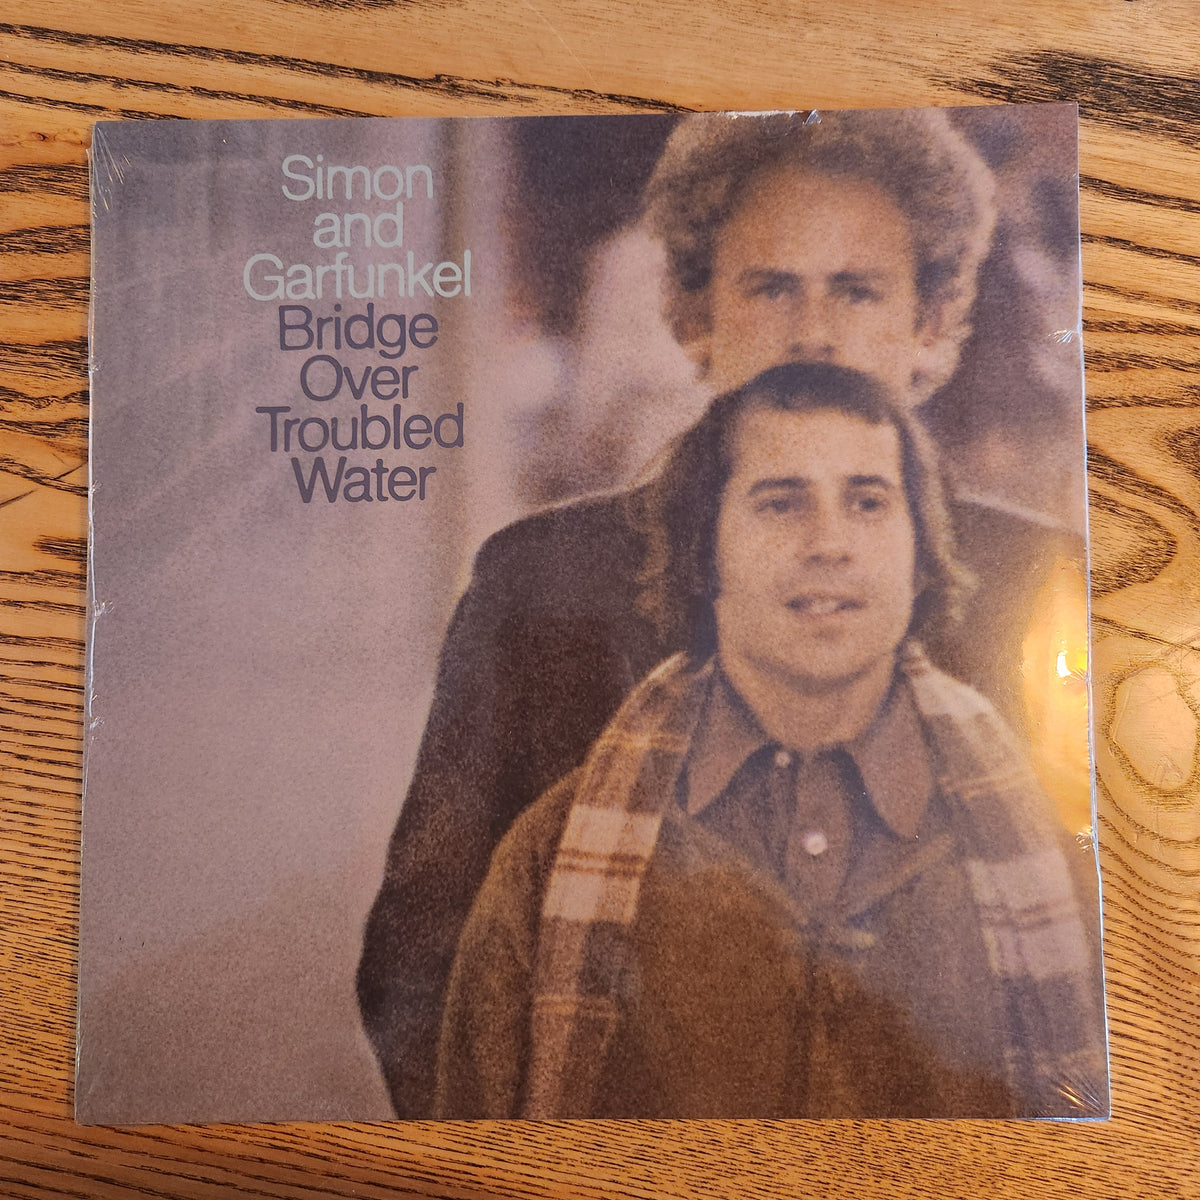 Simon
and
Garfunkel
Bridge
Over
Troubled
Water